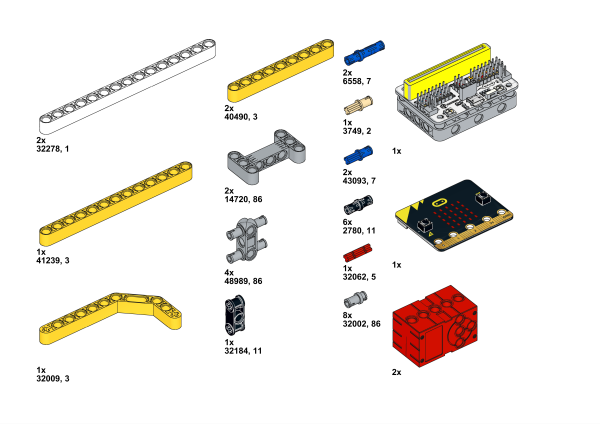 2x
32278, 1
1x
41239, 3
1x
32009, 3
2x
40490, 3
2x
14720, 86
4x
48989, 86
1x
32184, 11
2x
6558, 7
1x
3749, 2
2x
43093, 7
6x
2780, 11
1x
32062, 5
8x
32002, 86
1x
1x
2x